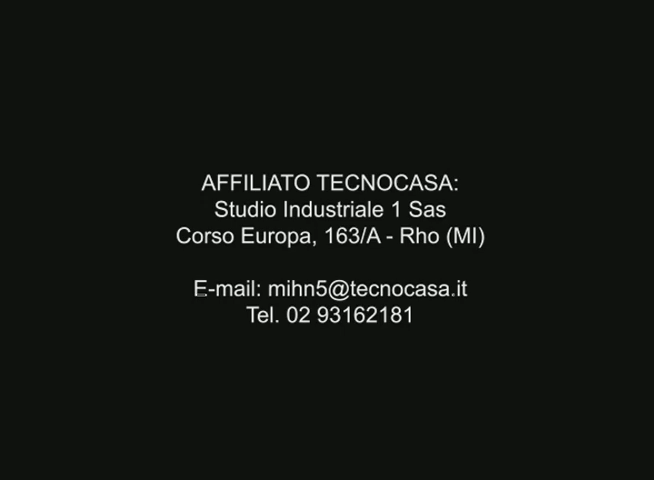 AFFILIATO TECNOCASA:
Studio Industriale 1 Sas
Corso Europa, 163/A - Rho (MI)
E-mail: mihn5@tecnocasa.it
Tel. 02 93162181